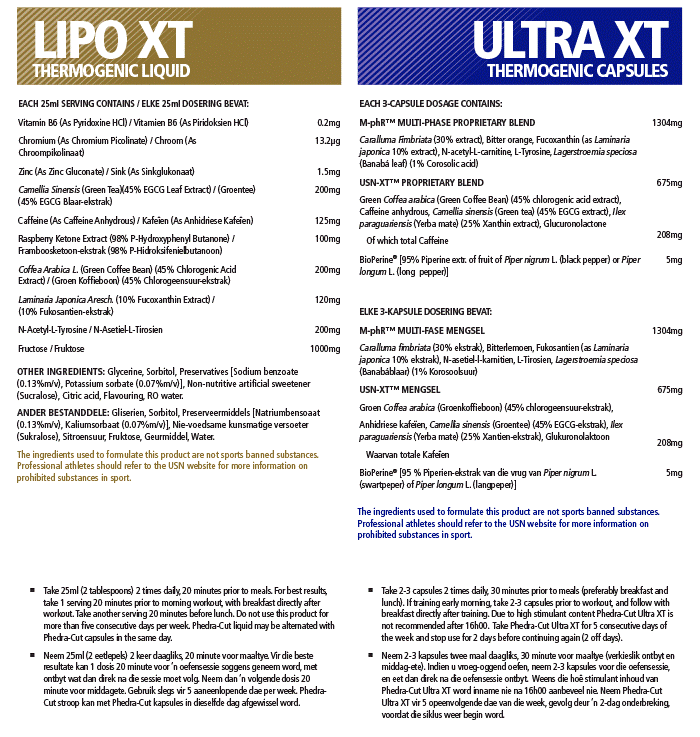 LIPO XT
THERMOGENIC LIQUID
EACH 25ml SERVING CONTAINS / ELKE 25ml DOSERING BEVAT:
Vitamin B6 (As Pyridoxine HCl) / Vitamien B6 (As Piridoksien HCl) 0.2mg
Chromium (As Chromium Picolinate) / Chroom (As 13.2µg
Chroompikolinaat)
Zinc (As Zinc Gluconate) / Sink (As Sinkglukonaat) 1.5mg
Camellia Sinensis (Green Tea)(45% EGCG Leaf Extract) / (Groentee) 200mg
(45% EGCG Blaar-ekstrak)
Caffeine (As Caffeine Anhydrous) / Kafeïen (As Anhidriese Kafeïen) 125mg
Raspberry Ketone Extract (98% P-Hydroxyphenyl Butanone) / 100mg
Framboosketoon-ekstrak (98% P-Hidroksifenielbutanoon)
Coffea Arabica L. (Green Coffee Bean) (45% Chlorogenic Acid 200mg
Extract) / (Groen Koffieboon) (45% Chlorogeensuur-ekstrak)
Laminaria Japonica Aresch. (10% Fucoxanthin Extract) / 120mg
(10% Fukosantien-ekstrak)
N-Acetyl-L-Tyrosine / N-Asetiel-L-Tirosien 200mg
Fructose / Fruktose 1000mg
OTHER INGREDIENTS: Glycerine, Sorbitol, Preservatives [Sodium benzoate
(0.13%m/v), Potassium sorbate (0.07%m/v)], Non-nutritive artificial sweetener
(Sucralose), Citric acid, Flavouring, RO water.
ANDER BESTANDDELE: Gliserien, Sorbitol, Preserveermiddels [Natriumbensoaat
(0.13%m/v), Kaliumsorbaat (0.07%m/v)], Nie-voedsame kunsmatige versoeter
(Sukralose), Sitroensuur, Fruktose, Geurmiddel, Water.
The ingredients used to formulate this product are not sports banned substances.
Professional athletes should refer to the USN website for more information on
prohibited substances in sport.
▪ Take 25ml (2 tablespoons) 2 times daily, 20 minutes prior to meals. For best results,
take 1 serving 20 minutes prior to morning workout, with breakfast directly after
workout. Take another serving 20 minutes before lunch. Do not use this product for
more than five consecutive days per week. Phedra-Cut liquid may be alternated with
Phedra-Cut capsules in the same day.
▪ Neem 25ml (2 eetlepels) 2 keer daagliks, 20 minute voor maaltye. Vir die beste
resultate kan 1 dosis 20 minute voor 'n oefensessie soggens geneem word, met
ontbyt wat dan direk na die sessie moet volg. Neem dan 'n volgende dosis 20
minute voor middagete. Gebruik slegs vir 5 aaneenlopende dae per week. Phedra-
Cut stroop kan met Phedra-Cut kapsules in dieselfde dag afgewissel word.
ULTRA XT
THERMOGENIC CAPSULES
EACH 3-CAPSULE DOSAGE CONTAINS:
M-phR™ MULTI-PHASE PROPRIETARY BLEND 1304mg
Caralluma Fimbriata (30% extract), Bitter orange, Fucoxanthin (as Laminaria
japonica 10% extract), N-acetyl-L-carnitine, L-Tyrosine, Lagerstroemia speciosa
(Banabá leaf) (1% Corosolic acid)
USN-XT™ PROPRIETARY BLEND 675mg
Green Coffea arabica (Green Coffee Bean) (45% chlorogenic acid extract),
Caffeine anhydrous, Camellia sinensis (Green tea) (45% EGCG extract), Ilex
paraguariensis (Yerba mate) (25% Xanthin extract), Glucuronolactone
Of which total Caffeine 208mg
BioPerine® [95% Piperine extr. of fruit of Piper nigrum L. (black pepper) or Piper 5mg
longum L. (long pepper)]
ELKE 3-KAPSULE DOSERING BEVAT:
M-phR™ MULTI-FASE MENGSEL 1304mg
Caralluma fimbriata (30% ekstrak), Bitterlemoen, Fukosantien (as Laminaria
japonica 10% ekstrak), N-asetiel-l-karnitien, L-Tirosien, Lagerstroemia speciosa
(Banabáblaar) (1% Korosoolsuur)
USN-XT™ MENGSEL 675mg
Groen Coffea arabica (Groenkoffieboon) (45% chlorogeensuur-ekstrak),
Anhidriese kafeïen, Camellia sinensis (Groentee) (45% EGCG-ekstrak), Ilex
paraguariensis (Yerba mate) (25% Xantien-ekstrak), Glukuronolaktoon
Waarvan totale Kafeïen 208mg
BioPerine® [95 % Piperien-ekstrak van die vrug van Piper nigrum L. 5mg
(swartpeper) of Piper longum L. (langpeper)]
The ingredients used to formulate this product are not sports banned substances.
Professional athletes should refer to the USN website for more information on
prohibited substances in sport.
▪ Take 2-3 capsules 2 times daily, 30 minutes prior to meals (preferably breakfast and
lunch). If training early morning, take 2-3 capsules prior to workout, and follow with
breakfast directly after training. Due to high stimulant content Phedra-Cut Ultra XT is
not recommended after 16h00. Take Phedra-Cut Ultra XT for 5 consecutive days of
the week and stop use for 2 days before continuing again (2 off days).
▪ Neem 2-3 kapsules twee maal daagliks, 30 minute voor maaltye (verkieslik ontbyt en
middag-ete). Indien u vroeg-oggend oefen, neem 2-3 kapsules voor die oefensessie,
en eet dan direk na die oefensessie ontbyt. Weens die hoë stimulant inhoud van
Phedra-Cut Ultra XT word inname nie na 16h00 aanbeveel nie. Neem Phedra-Cut
Ultra XT vir 5 opeenvolgende dae van die week, gevolg deur 'n 2-dag onderbreking,
voordat die siklus weer begin word.